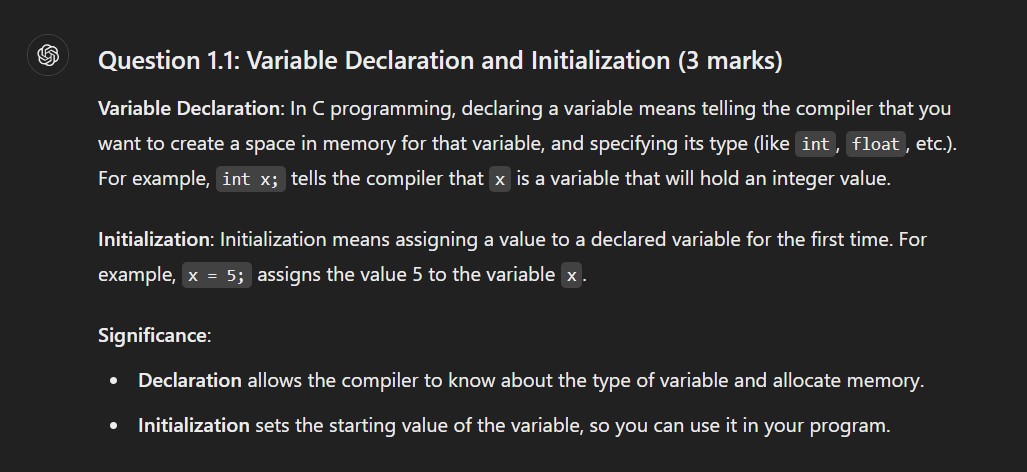 Question 1.1: Variable Declaration and Initialization (3 marks)
Variable Declaration: In C programming, declaring a variable means telling the compiler that you
want to create a space in memory for that variable, and specifying its type (like int, float, etc.).
For example, int x; tells the compiler that x is a variable that will hold an integer value.
Initialization: Initialization means assigning a value to a declared variable for the first time. For
example, x = 5; assigns the value 5 to the variable x.
Significance:
• Declaration allows the compiler to know about the type of variable and allocate memory.
• Initialization sets the starting value of the variable, so you can use it in your program.